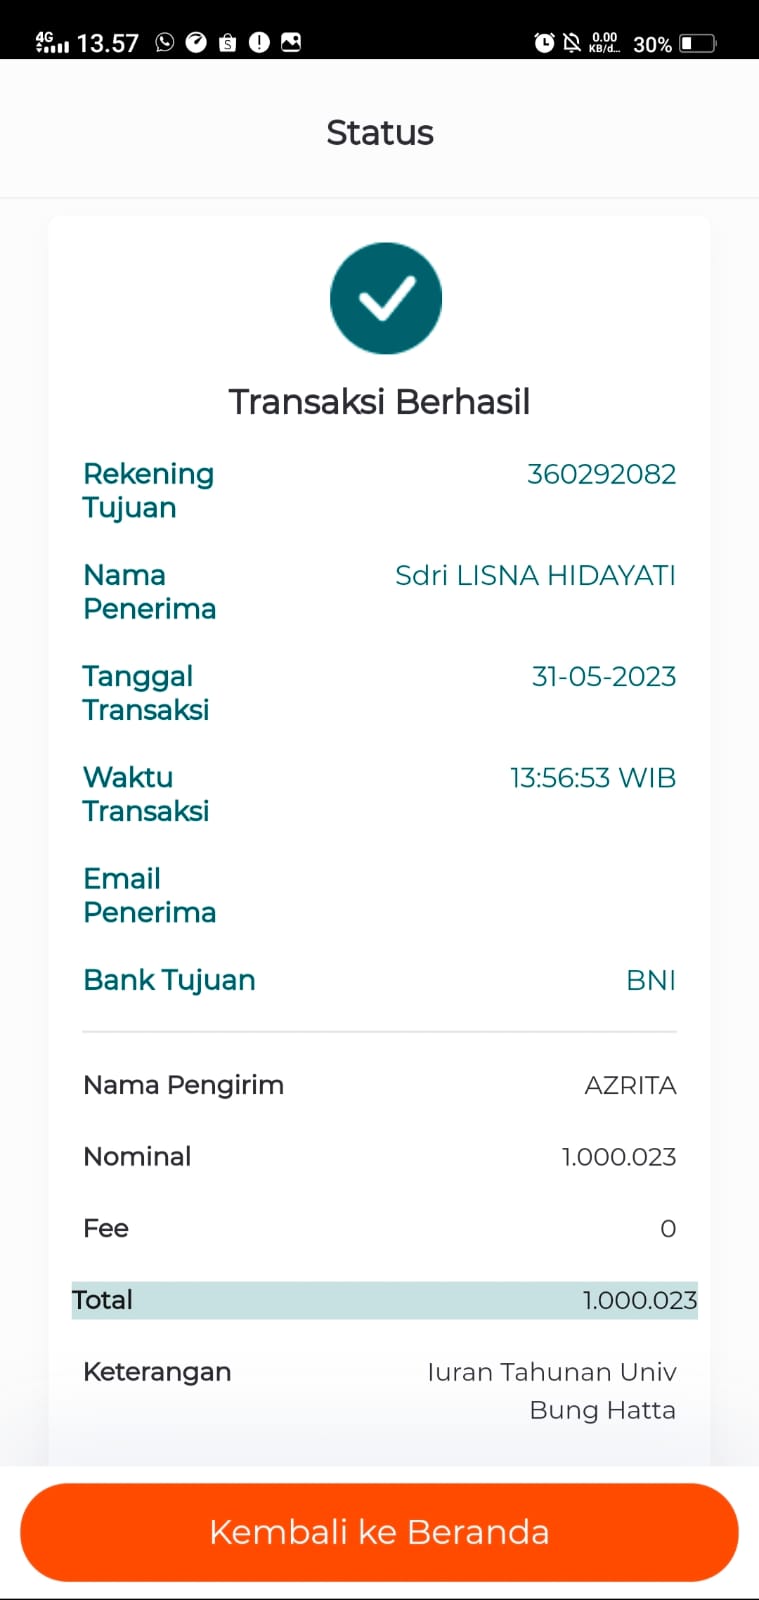 4G 13.57 0.00 KB/d... 30%
Status
Transaksi Berhasil
Rekening 360292082
Tujuan
Nama Sdri LISNA HIDAYATI
Penerima
Tanggal 31-05-2023
Transaksi
Waktu 13:56:53 WIB
Transaksi
Email
Penerima
Bank Tujuan BNI
Nama Pengirim AZRITA
Nominal 1.000.023
Fee 0
Total 1.000.023
Keterangan Iuran Tahunan Univ
Bung Hatta
Kembali ke Beranda